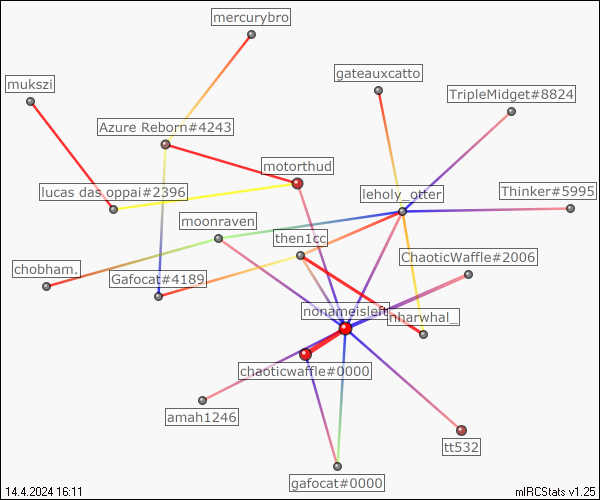 mercurybro
gateauxcatto
mukszi
TripleMidget#8824
Azure Reborn#4243
motorthud
lucas das oppai#2396
leholy_otter
Thinker#5995
moonraven
then1cc
ChaoticWaffle#2006
chobham.
Gafocat#4189
nonameisleft
nharwhal_
chaoticwaffle#0000
amah1246
tt532
gafocat#0000
14.4.2024 16:11
mIRCStats v1.25